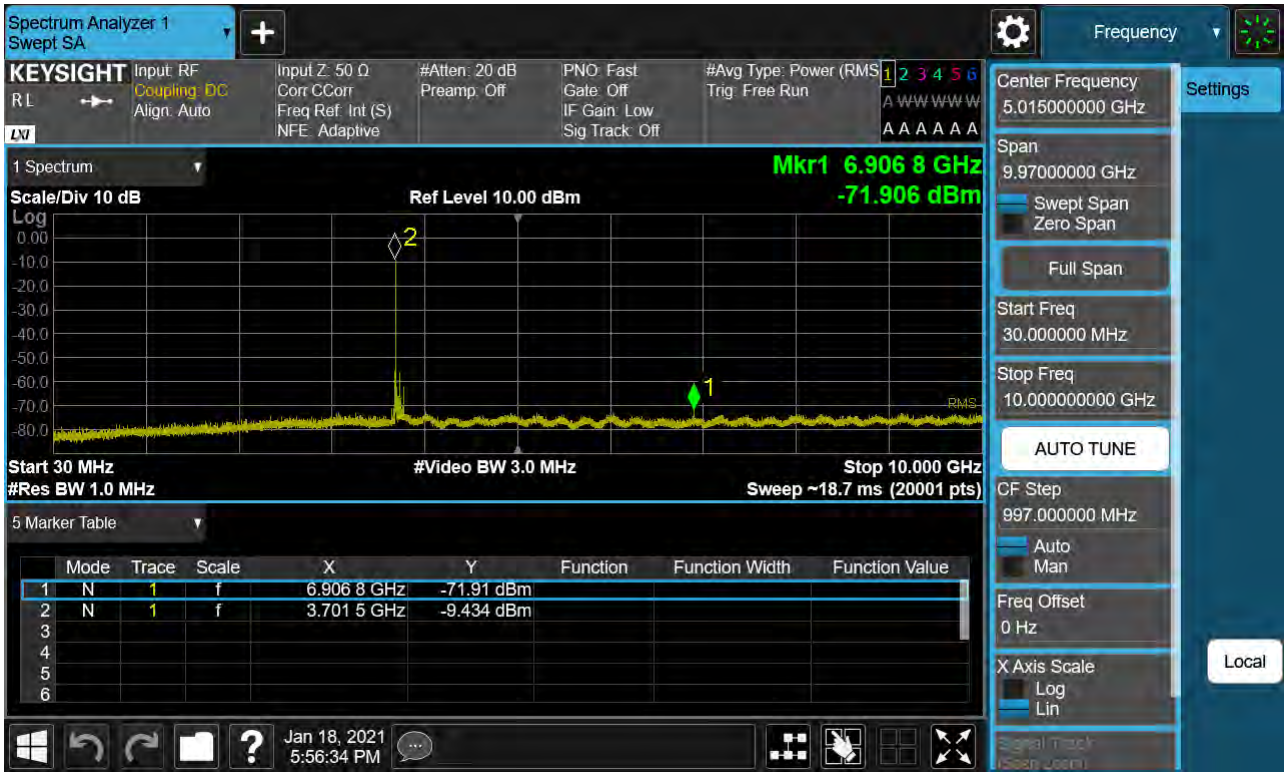 Spectrum Analyzer 1
Swept SA
Frequency
KEYSIGHT
RL
LXI
Input: RF
Coupling: DC
Align: Auto
Input Z: 50 Ω
Corr CCorr
Freq Ref: Int (S)
NFE: Adaptive
#Atten: 20 dB
Preamp: Off
PNO: Fast
Gate: Off
IF Gain: Low
Sig Track: Off
#Avg Type: Power (RMS
Trig: Free Run
1 2 3 4 5 6
A W W W W W
A A A A A A
1 Spectrum
Mkr1 6.906 8 GHz
-71.906 dBm
Scale/Div 10 dB
Ref Level 10.00 dBm
Log
0.00
-10.0
-20.0
-30.0
-40.0
-50.0
-60.0
-70.0
-80.0
2
1
RMS
Start 30 MHz
#Video BW 3.0 MHz
Stop 10.000 GHz
#Res BW 1.0 MHz
Sweep ~18.7 ms (20001 pts)
5 Marker Table
Mode Trace Scale X Y Function Function Width Function Value
1 N 1 f 6.906 8 GHz -71.91 dBm
2 N 1 f 3.701 5 GHz -9.434 dBm
3
4
5
6
Jan 18, 2021
5:56:34 PM
Center Frequency
5.015000000 GHz
Span
9.97000000 GHz
Swept Span
Zero Span
Full Span
Start Freq
30.000000 MHz
Stop Freq
10.000000000 GHz
AUTO TUNE
CF Step
997.000000 MHz
Auto
Man
Freq Offset
0 Hz
X Axis Scale
Log
Lin
Signal Track
(Span Zoom)
Settings
Local